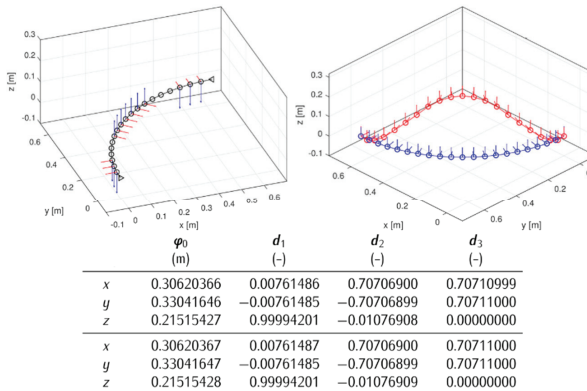 0.3
0.2
0.1
0
-0.1
z [m]
0.6
0.4
0.2
0
y [m]
-0.1 0 0.1 0.2 0.3 0.4 0.5 0.6
x [m]
0.3
0.2
0.1
0
-0.1
z [m]
0.6
0.4
0.2
0
x [m]
0
0.2
0.4
0.6
y [m]
φ0 d1 d2 d3
(m) (–) (–) (–)
x 0.30620366 0.00761486 0.70706900 0.70710999
y 0.33041646 −0.00761485 −0.70706899 0.70711000
z 0.21515427 0.99994201 −0.01076908 0.00000000
x 0.30620367 0.00761487 0.70706900 0.70711000
y 0.33041647 −0.00761485 −0.70706899 0.70711000
z 0.21515428 0.99994201 −0.01076909 0.00000000